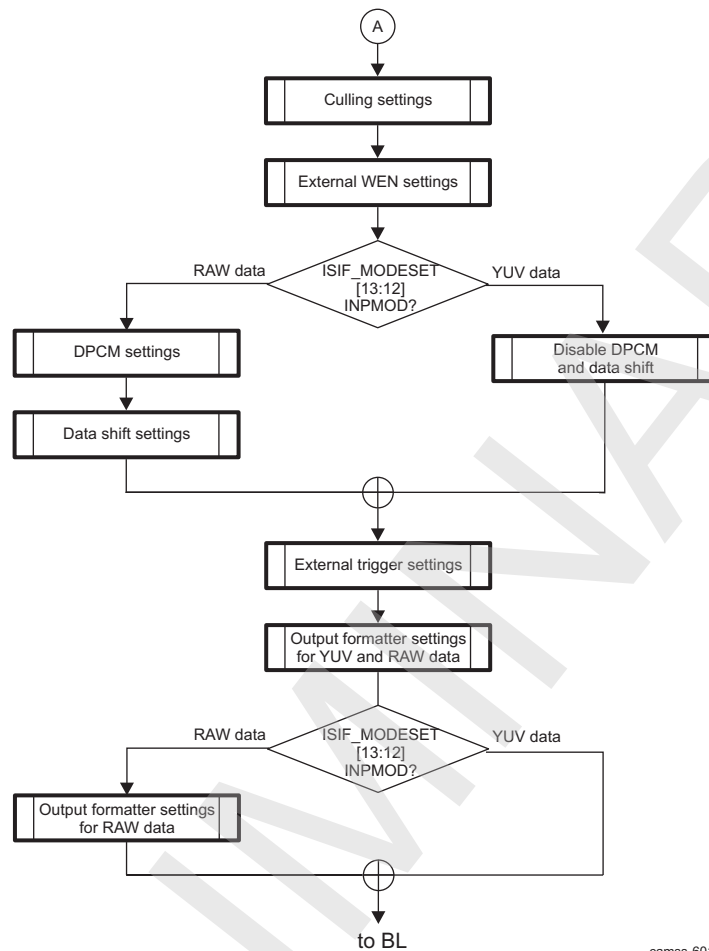 A
Culling settings
External WEN settings
RAW data
ISIF_MODESET
[13:12]
INPMOD?
YUV data
DPCM settings
Disable DPCM
and data shift
Data shift settings
External trigger settings
Output formatter settings
for YUV and RAW data
RAW data
ISIF_MODESET
[13:12]
INPMOD?
YUV data
Output formatter settings
for RAW data
to BL